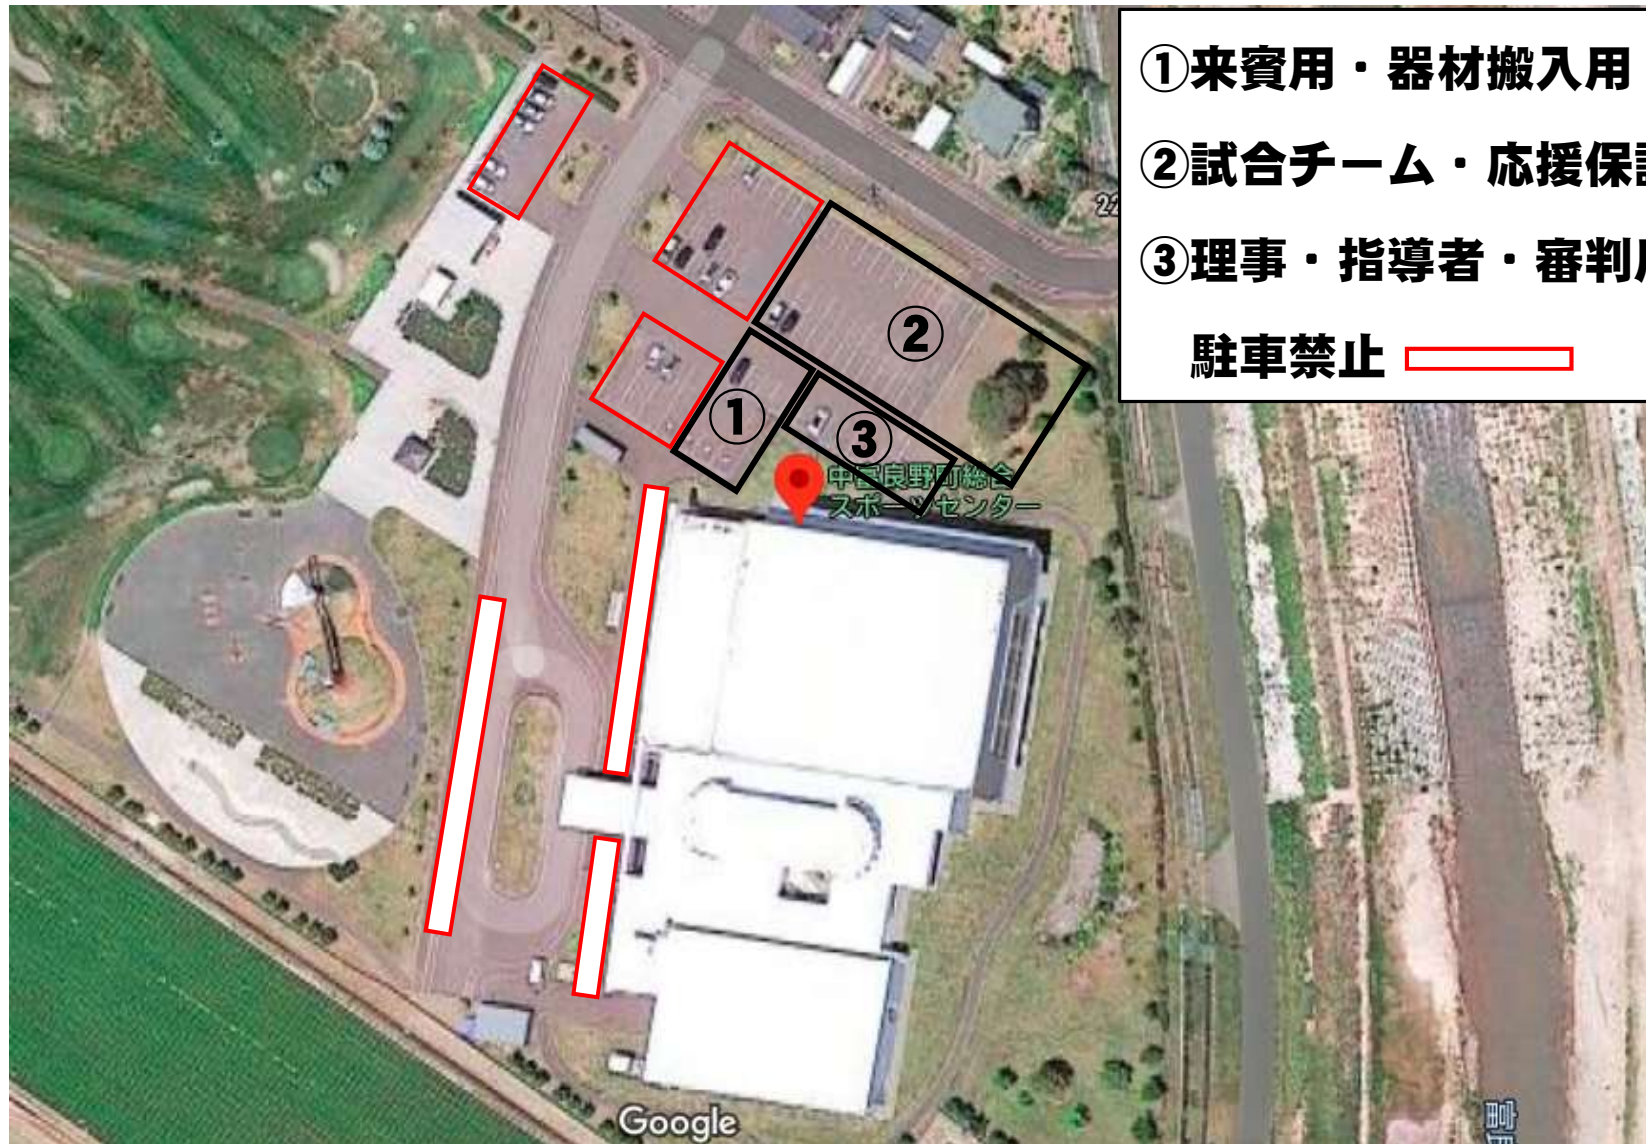 ①来賓用・器材搬入用
②試合チーム・応援保
③理事・指導者・審判
駐車禁止
22
②
①
③
中富良野町総合
スポーツセンター
Google
富